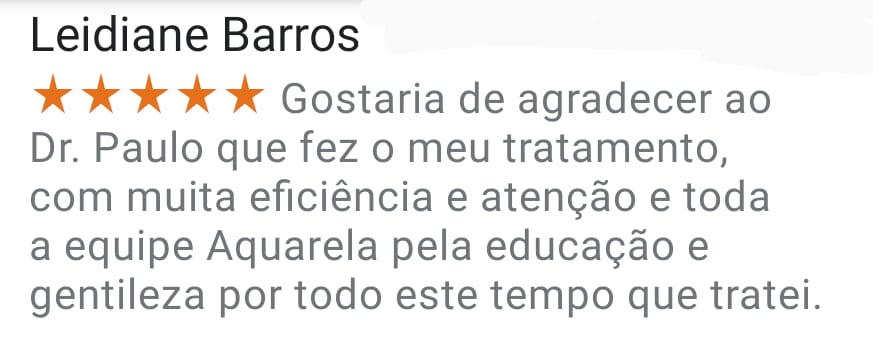 Leidiane Barros
★★★★★ Gostaria de agradecer ao
Dr. Paulo que fez o meu tratamento,
com muita eficiência e atenção e toda
a equipe Aquarela pela educação e
gentileza por todo este tempo que tratei.